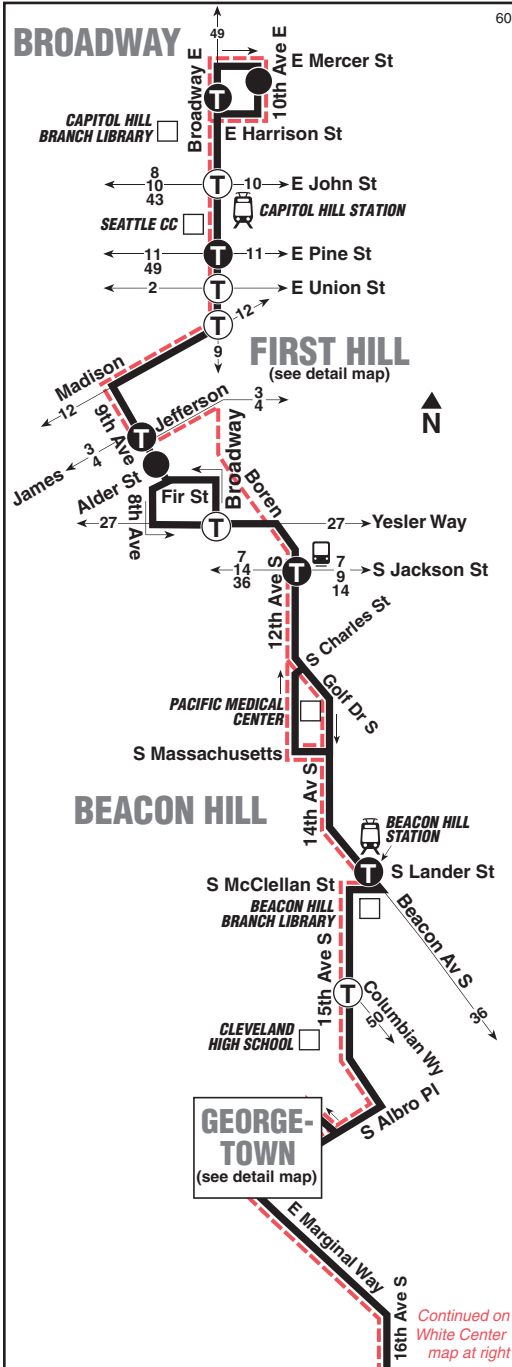 60
BROADWAY
49
Broadway E
10th Ave E
E Mercer St
T
CAPITOL HILL
BRANCH LIBRARY
E Harrison St
8
10
43
T
10
E John St
CAPITOL HILL STATION
SEATTLE CC
11
49
T
11
E Pine St
2
T
E Union St
T
12
9
FIRST HILL
(see detail map)
Madison
12
9th Ave
Jefferson
3
4
N
T
James
3
4
Alder St
Fir St
Broadway
Boren
8th Ave
27
T
27
Yesler Way
7
14
36
T
7
9
14
S Jackson St
12th Ave S
S Charles St
Golf Dr S
PACIFIC MEDICAL
CENTER
S Massachusetts
14th Av S
BEACON HILL
BEACON HILL
STATION
T
S Lander St
S McClellan St
BEACON HILL
BRANCH LIBRARY
Beacon Av S
36
15th Ave S
T
Columbian Wy
50
CLEVELAND
HIGH SCHOOL
S Albro Pl
GEORGE-
TOWN
(see detail map)
E Marginal Way
16th Ave S
Continued on
White Center
map at right